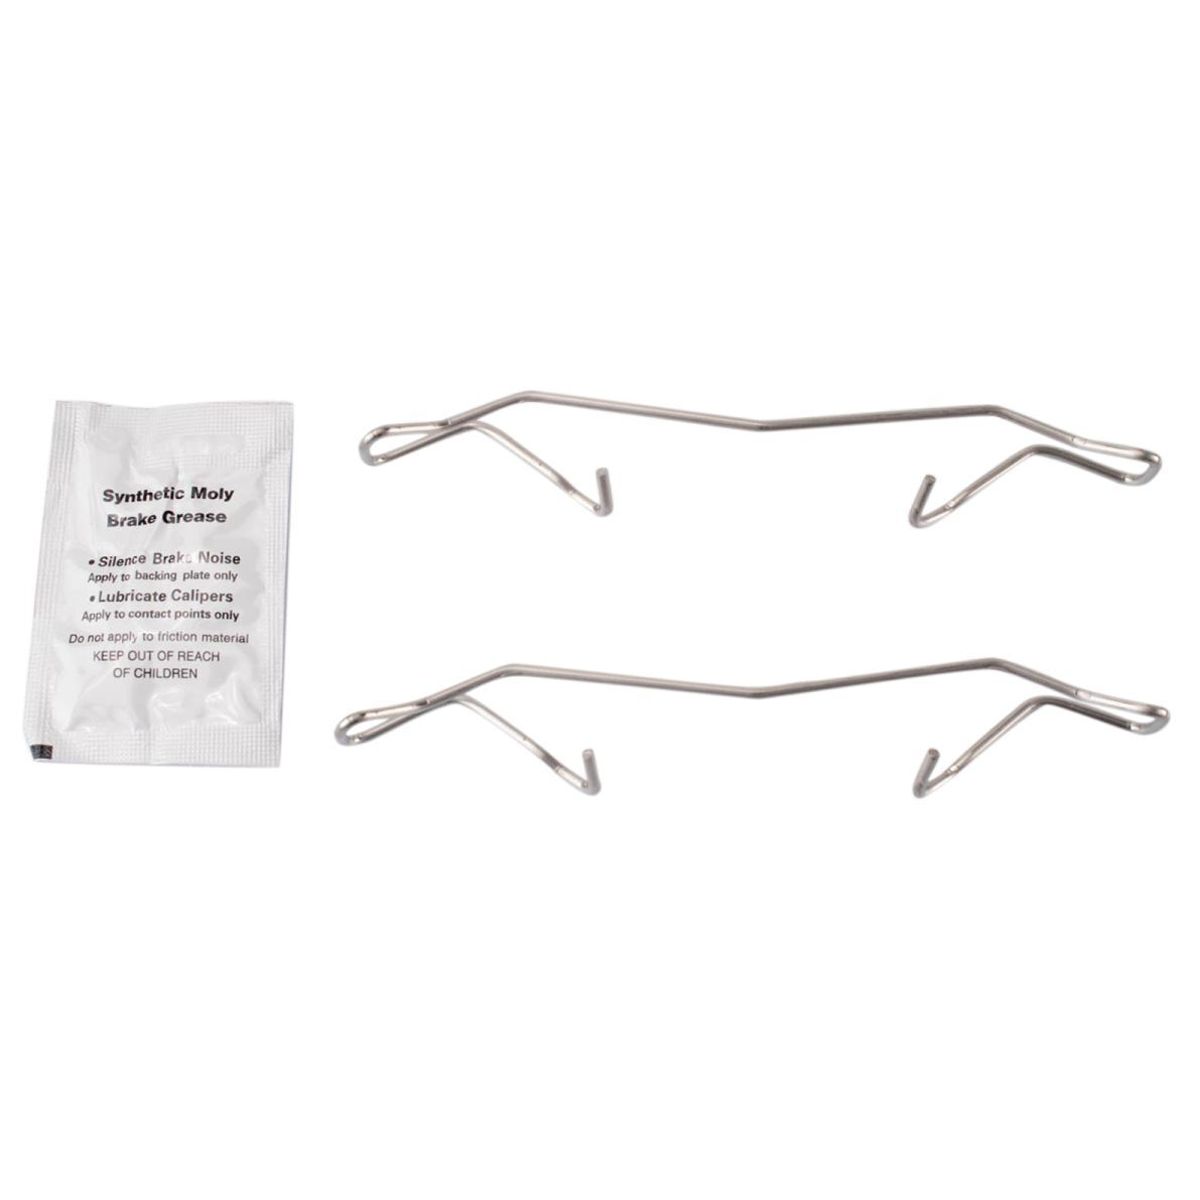 Synthetic Moly
Brake Grease
• Silence Brake Noise
Apply to backing plate only
• Lubricate Calipers
Apply to contact points only
Do not apply to friction material
KEEP OUT OF REACH
OF CHILDREN